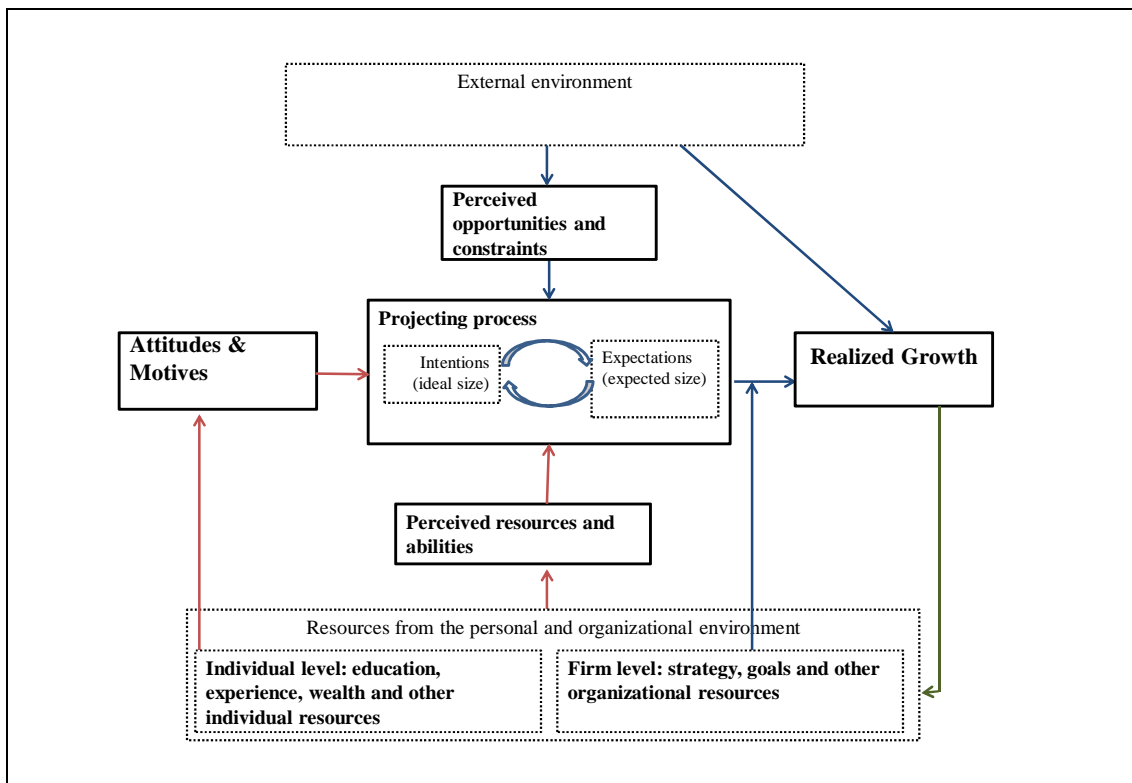 External environment
Perceived
opportunities and
constraints
Projecting process
Attitudes &
Motives
Intentions
(ideal size)
Expectations
(expected size)
Realized Growth
Perceived resources and
abilities
Resources from the personal and organizational environment
Individual level: education,
experience, wealth and other
individual resources
Firm level: strategy, goals and other
organizational resources